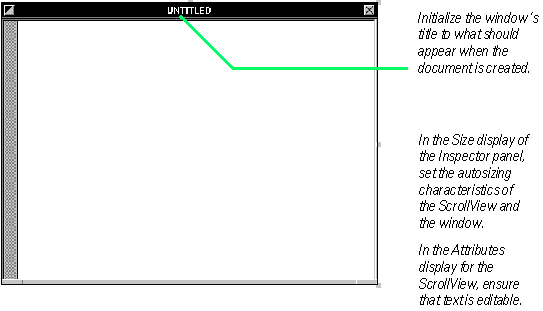 UNTITLED
Initialize the window's
title to what should
appear when the
document is created.
In the Size display of
the Inspector panel,
set the autosizing
characteristics of
the ScrollView and
the window.
In the Attributes
display for the
ScrollView, ensure
that text is editable.